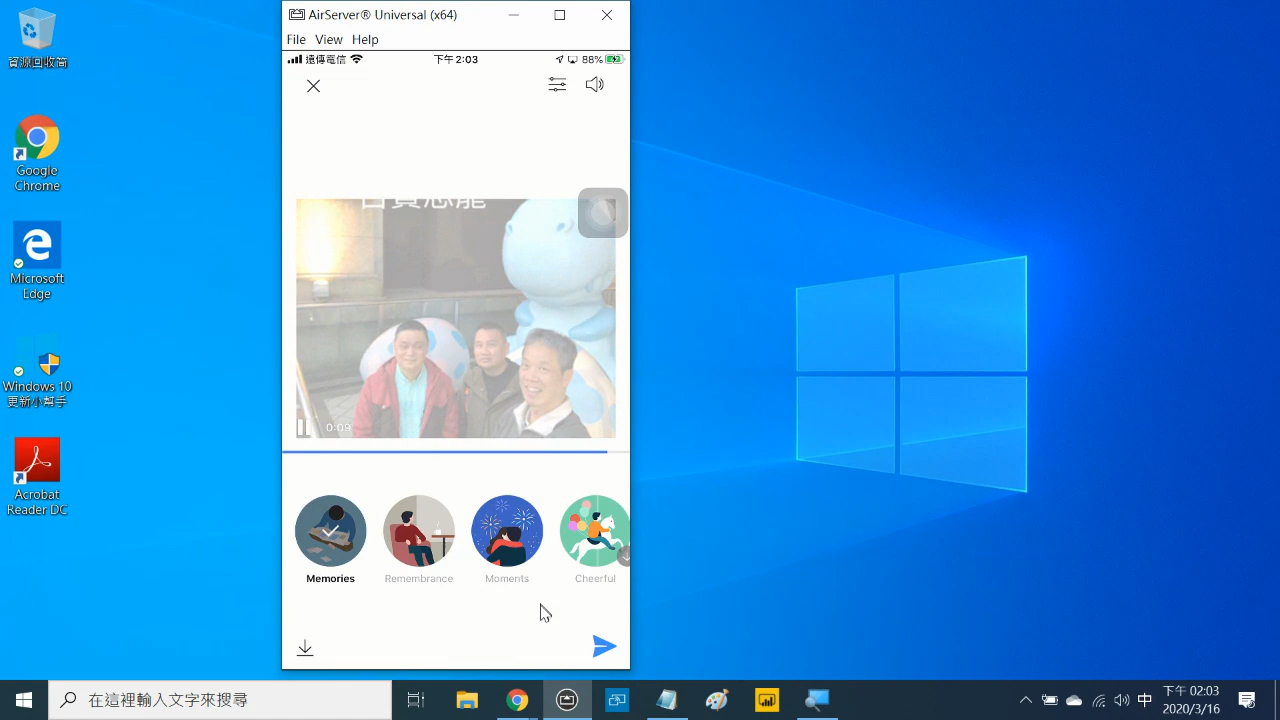 資源回收筒
Google
Chrome
Microsoft
Edge
Windows 10
更新小幫手
Acrobat
Reader DC
AirServer® Universal (x64)
File View Help
遠傳電信
下午 2:03
88%
0:09
Memories
Remembrance
Moments
Cheerful
在這裡輸入文字來搜尋
中
下午 02:03
2020/3/16